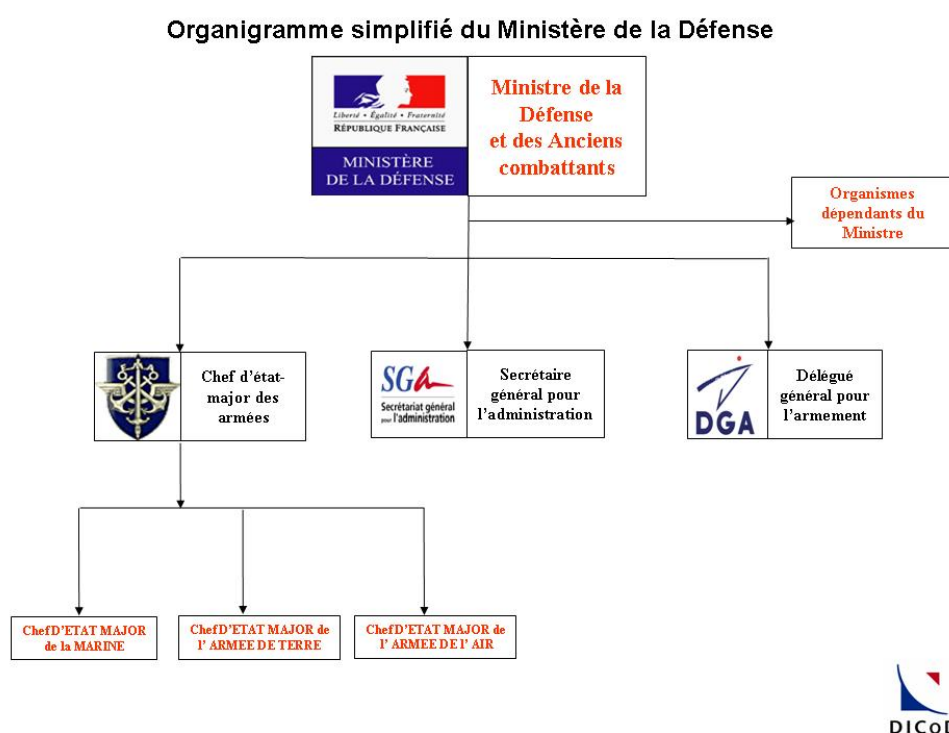 Organigramme simplifié du Ministère de la Défense
Liberté • Égalité • Fraternité
RÉPUBLIQUE FRANÇAISE
MINISTÈRE
DE LA DÉFENSE
Ministre de la
Défense
et des Anciens
combattants
Organismes
dépendants du
Ministre
Chef d'état-
major des
armées
SGA
Secrétariat général
pour l'administration
Secrétaire
général pour
l'administration
DGA
Délégué
général pour
l'armement
Chef D'ETAT MAJOR
de la MARINE
Chef D'ETAT MAJOR de
l' ARMEE DE TERRE
Chef D'ETAT MAJOR de
l' ARMEE DE l' AIR
DICoD